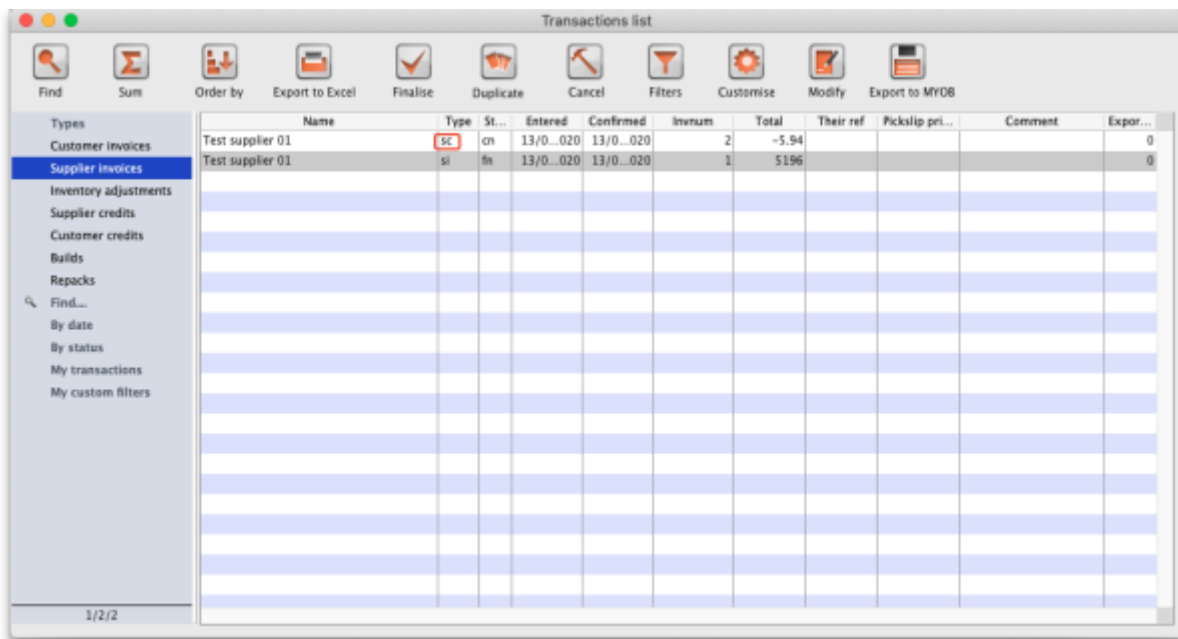 Transactions list
Find Sum Order by Export to Excel Finalise Duplicate Cancel Filters Customise Modify Export to MYOB
Types
Customer invoices
Supplier invoices
Inventory adjustments
Supplier credits
Customer credits
Builds
Repacks
Find...
By date
By status
My transactions
My custom filters
1/2/2
Name Type St... Entered Confirmed Invnum Total Their ref Pickslip pri... Comment Expor...
Test supplier 01 sc cn 13/0...020 13/0...020 2 -5.94 0
Test supplier 01 si fn 13/0...020 13/0...020 1 5196 0